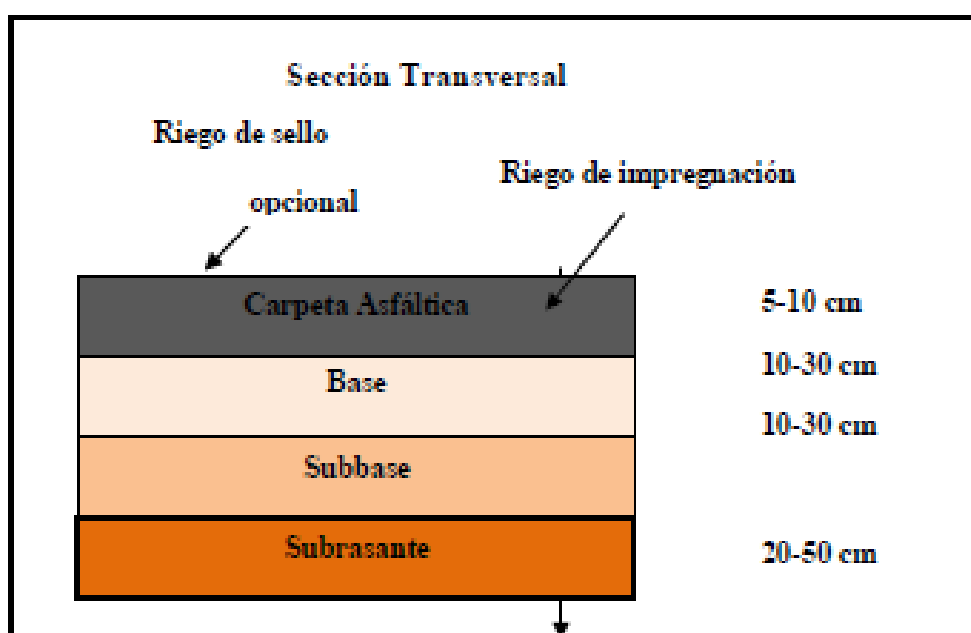 Sección Transversal
Riego de sello
Riego de impregnación
opcional
Carpeta Asfáltica
5-10 cm
Base
10-30 cm
10-30 cm
Subbase
Subrasante
20-50 cm